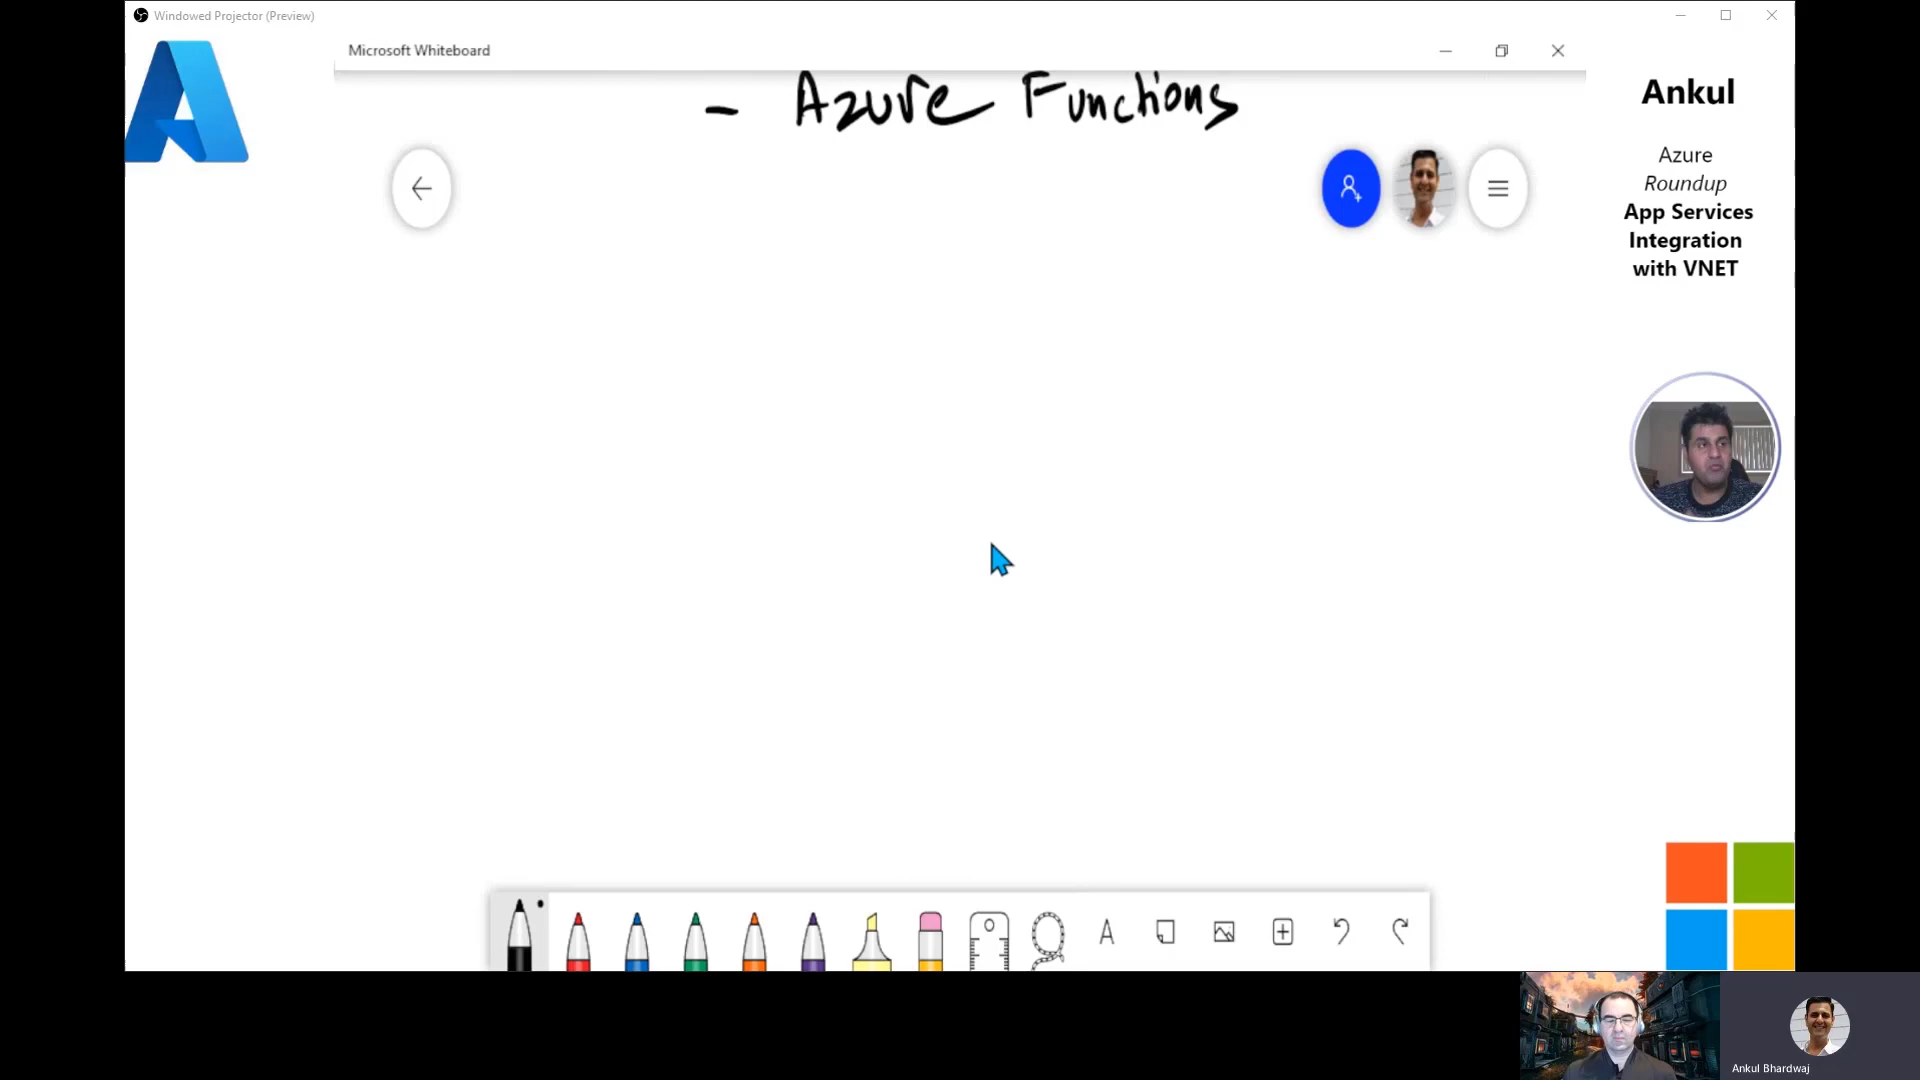 Windowed Projector (Preview)
Microsoft Whiteboard
- Azure Functions
Ankul
Azure
Roundup
App Services
Integration
with VNET
Ankul Bhardwaj